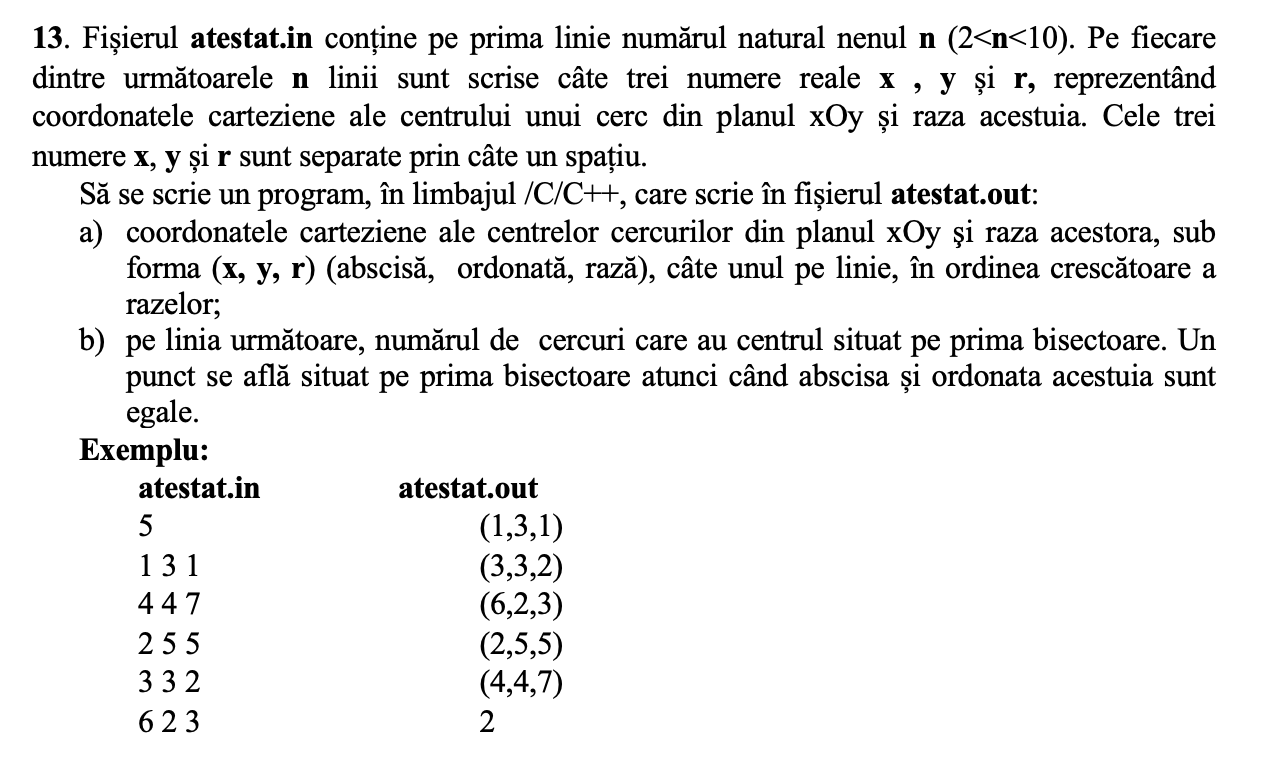 13. Fișierul atestat.in conține pe prima linie numărul natural nenul n (2<n<10). Pe fiecare
dintre următoarele n linii sunt scrise câte trei numere reale x , y și r, reprezentând
coordonatele carteziene ale centrului unui cerc din planul xOy și raza acestuia. Cele trei
numere x, y și r sunt separate prin câte un spațiu.
Să se scrie un program, în limbajul /C/C++, care scrie în fișierul atestat.out:
a) coordonatele carteziene ale centrelor cercurilor din planul xOy şi raza acestora, sub
forma (x, y, r) (abscisă, ordonată, rază), câte unul pe linie, în ordinea crescătoare a
razelor;
b) pe linia următoare, numărul de cercuri care au centrul situat pe prima bisectoare. Un
punct se află situat pe prima bisectoare atunci când abscisa şi ordonata acestuia sunt
egale.
Exemplu:
atestat.in atestat.out
5 (1,3,1)
1 3 1 (3,3,2)
4 4 7 (6,2,3)
2 5 5 (2,5,5)
3 3 2 (4,4,7)
6 2 3 2